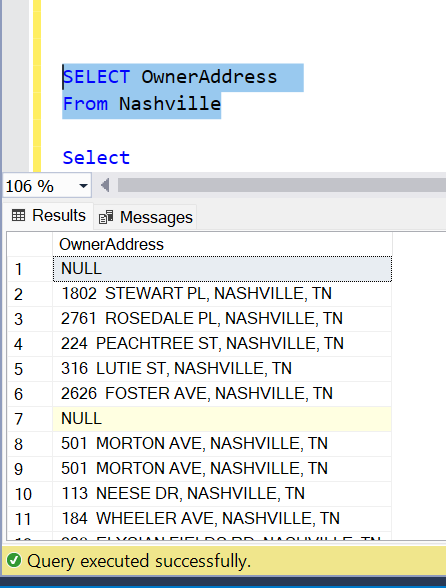 SELECT OwnerAddress
From Nashville
Select
106 %
Results Messages
OwnerAddress
1 NULL
2 1802 STEWART PL, NASHVILLE, TN
3 2761 ROSEDALE PL, NASHVILLE, TN
4 224 PEACHTREE ST, NASHVILLE, TN
5 316 LUTIE ST, NASHVILLE, TN
6 2626 FOSTER AVE, NASHVILLE, TN
7 NULL
8 501 MORTON AVE, NASHVILLE, TN
9 501 MORTON AVE, NASHVILLE, TN
10 113 NEESE DR, NASHVILLE, TN
11 184 WHEELER AVE, NASHVILLE, TN
Query executed successfully.